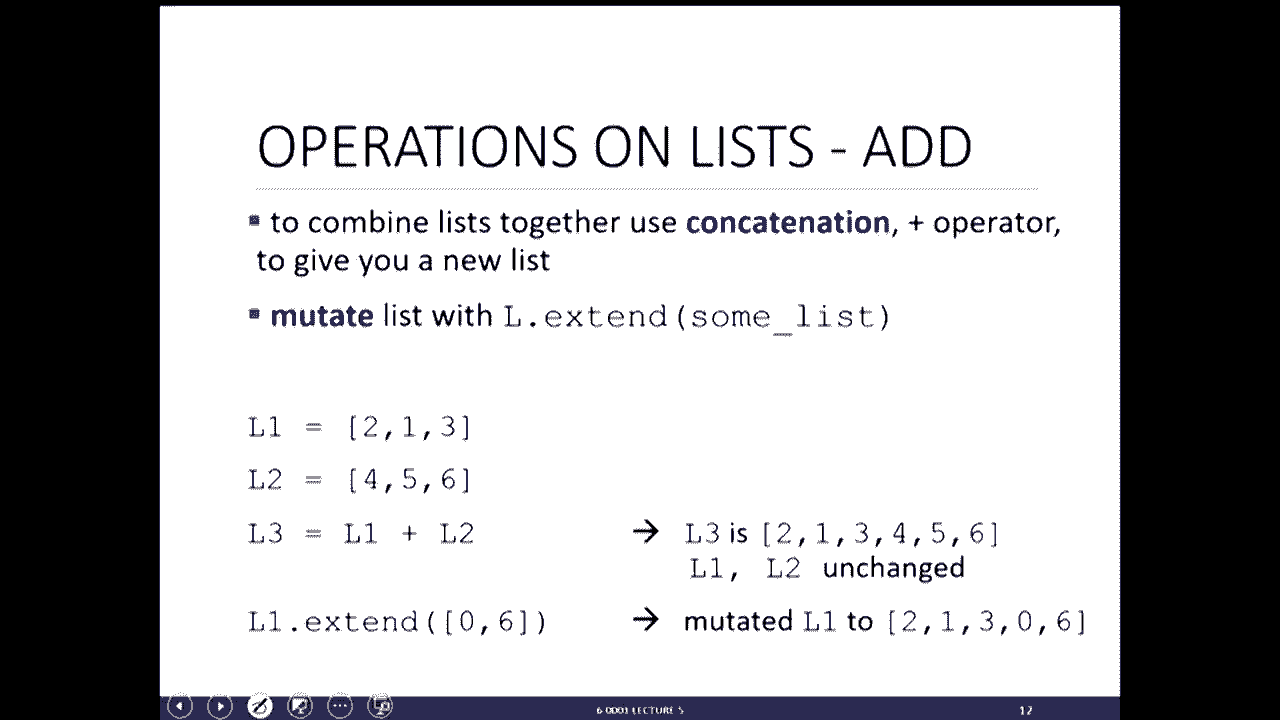 OPERATIONS ON LISTS - ADD
▪ to combine lists together use concatenation, + operator,
to give you a new list
▪ mutate list with L.extend(some_list)
L1 = [2,1,3]
L2 = [4,5,6]
L3 = L1 + L2 → L3 is [2,1,3,4,5,6]
L1, L2 unchanged
L1.extend([0,6]) → mutated L1 to [2,1,3,0,6]
6.0001 LECTURE 5
12